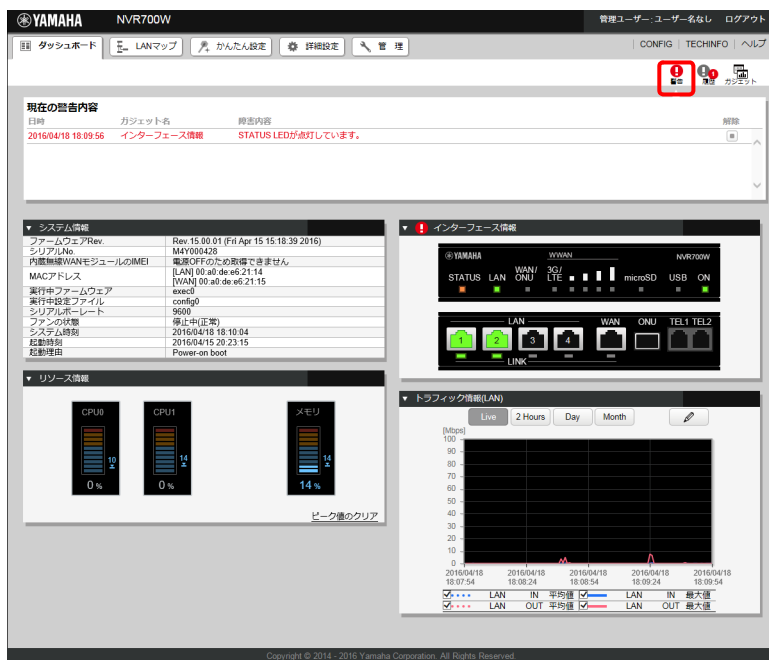 YAMAHA NVR700W 管理ユーザー: ユーザー名なし ログアウト
ダッシュボード LANマップ かんたん設定 詳細設定 管 理 CONFIG TECHINFO ヘルプ
警告 履歴 1 ガジェット
現在の警告内容
日時 ガジェット名 障害内容 解除
2016/04/18 18:09:56 インターフェース情報 STATUS LEDが点灯しています。
▼ システム情報
ファームウェアRev. Rev.15.00.01 (Fri Apr 15 15:18:39 2016)
シリアルNo. M4Y000428
内蔵無線WANモジュールのIMEI 電源OFFのため取得できません
MACアドレス [LAN] 00:a0:de:e6:21:14
[WAN] 00:a0:de:e6:21:15
実行中ファームウェア exec0
実行中設定ファイル config0
シリアルボーレート 9600
ファンの状態 停止中(正常)
システム時刻 2016/04/18 18:10:04
起動時刻 2016/04/15 20:23:15
起動理由 Power-on boot
▼ リソース情報
CPU0 CPU1 メモリ
10 14 14
0 % 0 % 14 %
ピーク値のクリア
▼ インターフェース情報
YAMAHA WWAN NVR700W
STATUS LAN WAN/ONU 3G/LTE microSD USB ON
LAN WAN ONU TEL1 TEL2
1 2 3 4
LINK
▼ トラフィック情報(LAN)
Live 2 Hours Day Month
[Mbps]
100
90
80
70
60
50
40
30
20
10
0
2016/04/18 2016/04/18 2016/04/18 2016/04/18 2016/04/18
18:07:54 18:08:24 18:08:54 18:09:24 18:09:54
LAN IN 平均値 LAN IN 最大値
LAN OUT 平均値 LAN OUT 最大値
Copyright © 2014 - 2016 Yamaha Corporation. All Rights Reserved.